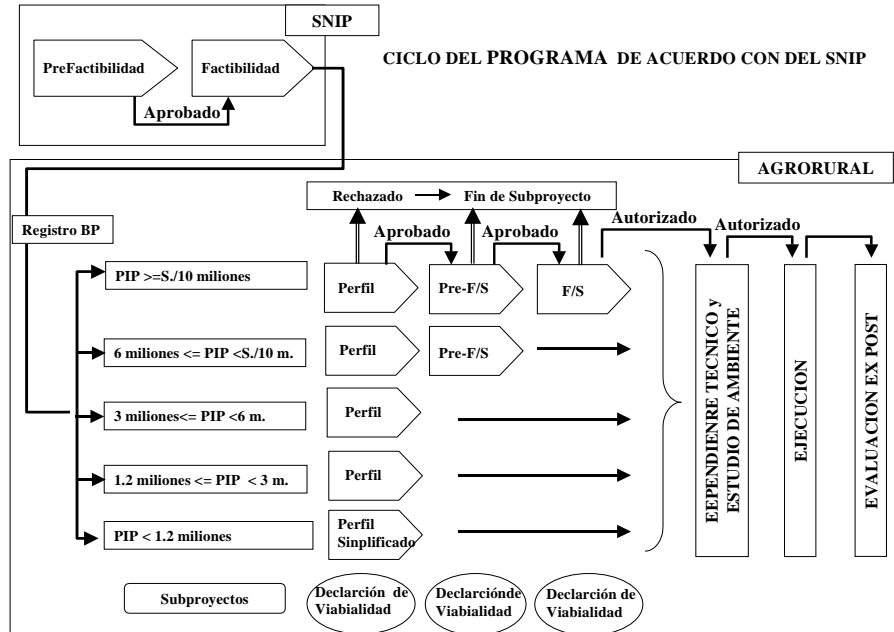 SNIP
PreFactibilidad
Factibilidad
Aprobado
CICLO DEL PROGRAMA DE ACUERDO CON DEL SNIP
AGRORURAL
Rechazado
Fin de Subproyecto
Registro BP
Aprobado
Aprobado
Autorizado
Autorizado
PIP >=S./10 miliones
Perfil
Pre-F/S
F/S
6 miliones <= PIP <S./10 m.
Perfil
Pre-F/S
3 miliones<= PIP <6 m.
Perfil
1.2 miliones <= PIP < 3 m.
Perfil
PIP < 1.2 miliones
Perfil
Sinplificado
EEPENDIENRE TECNICO y
ESTUDIO DE AMBIENTE
EJECUCION
EVALUACION EX POST
Subproyectos
Declarción de
Viabialidad
Declarciónde
Viabialidad
Declarción de
Viabialidad